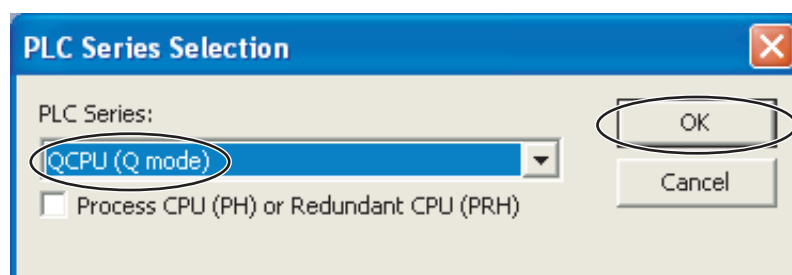 PLC Series Selection
PLC Series:
OK
QCPU (Q mode)
Cancel
Process CPU (PH) or Redundant CPU (PRH)